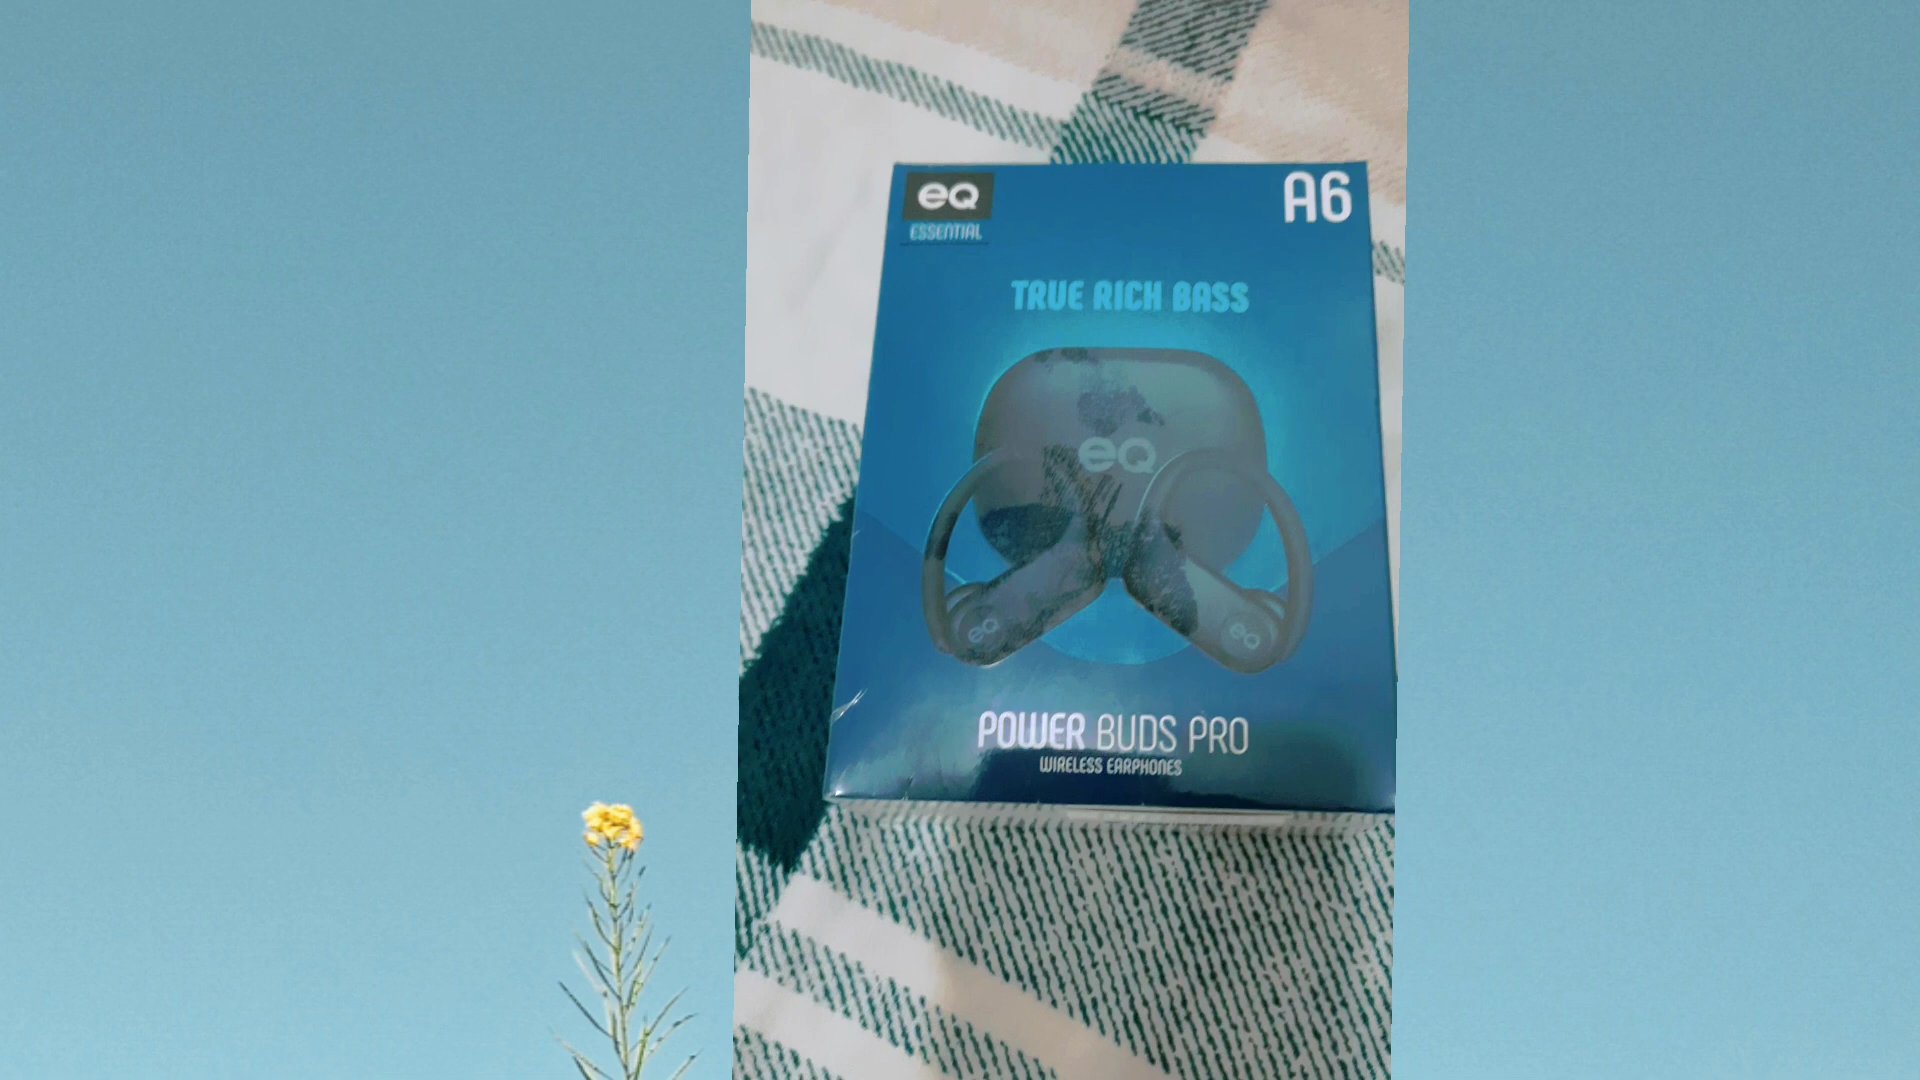 eQ
ESSENTIAL
A6
TRUE RICH BASS
eQ
eQ
eQ
POWER BUDS PRO
WIRELESS EARPHONES